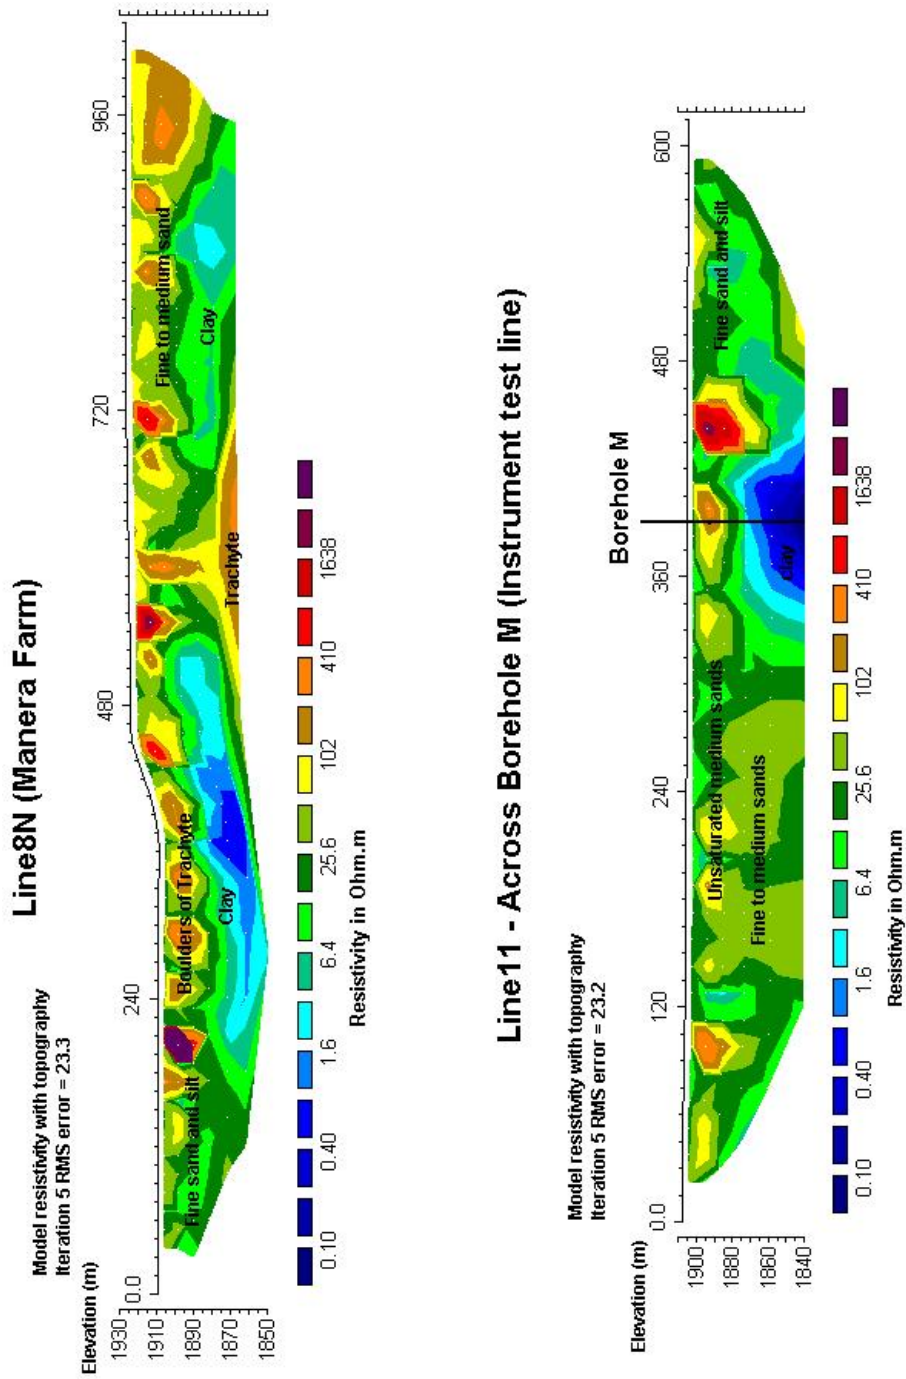 Line8N (Manera Farm)
Model resistivity with topography
Iteration 5 RMS error = 23.3
Elevation (m)
0.0 240 480 720 960
1930
1910
1890
1870
1850
Fine sand and silt
Boulders of Trachyte
Clay
Trachyte
Fine to medium sand
Clay
0.10 0.40 1.6 6.4 25.6 102 410 1638
Resistivity in Ohm.m
Line11 - Across Borehole M (Instrument test line)
Model resistivity with topography
Iteration 5 RMS error = 23.2
Borehole M
Elevation (m)
0.0 120 240 360 480 600
1900
1880
1860
1840
Unsaturated medium sands
Fine to medium sands
Clay
Fine sand and silt
0.10 0.40 1.6 6.4 25.6 102 410 1638
Resistivity in Ohm.m